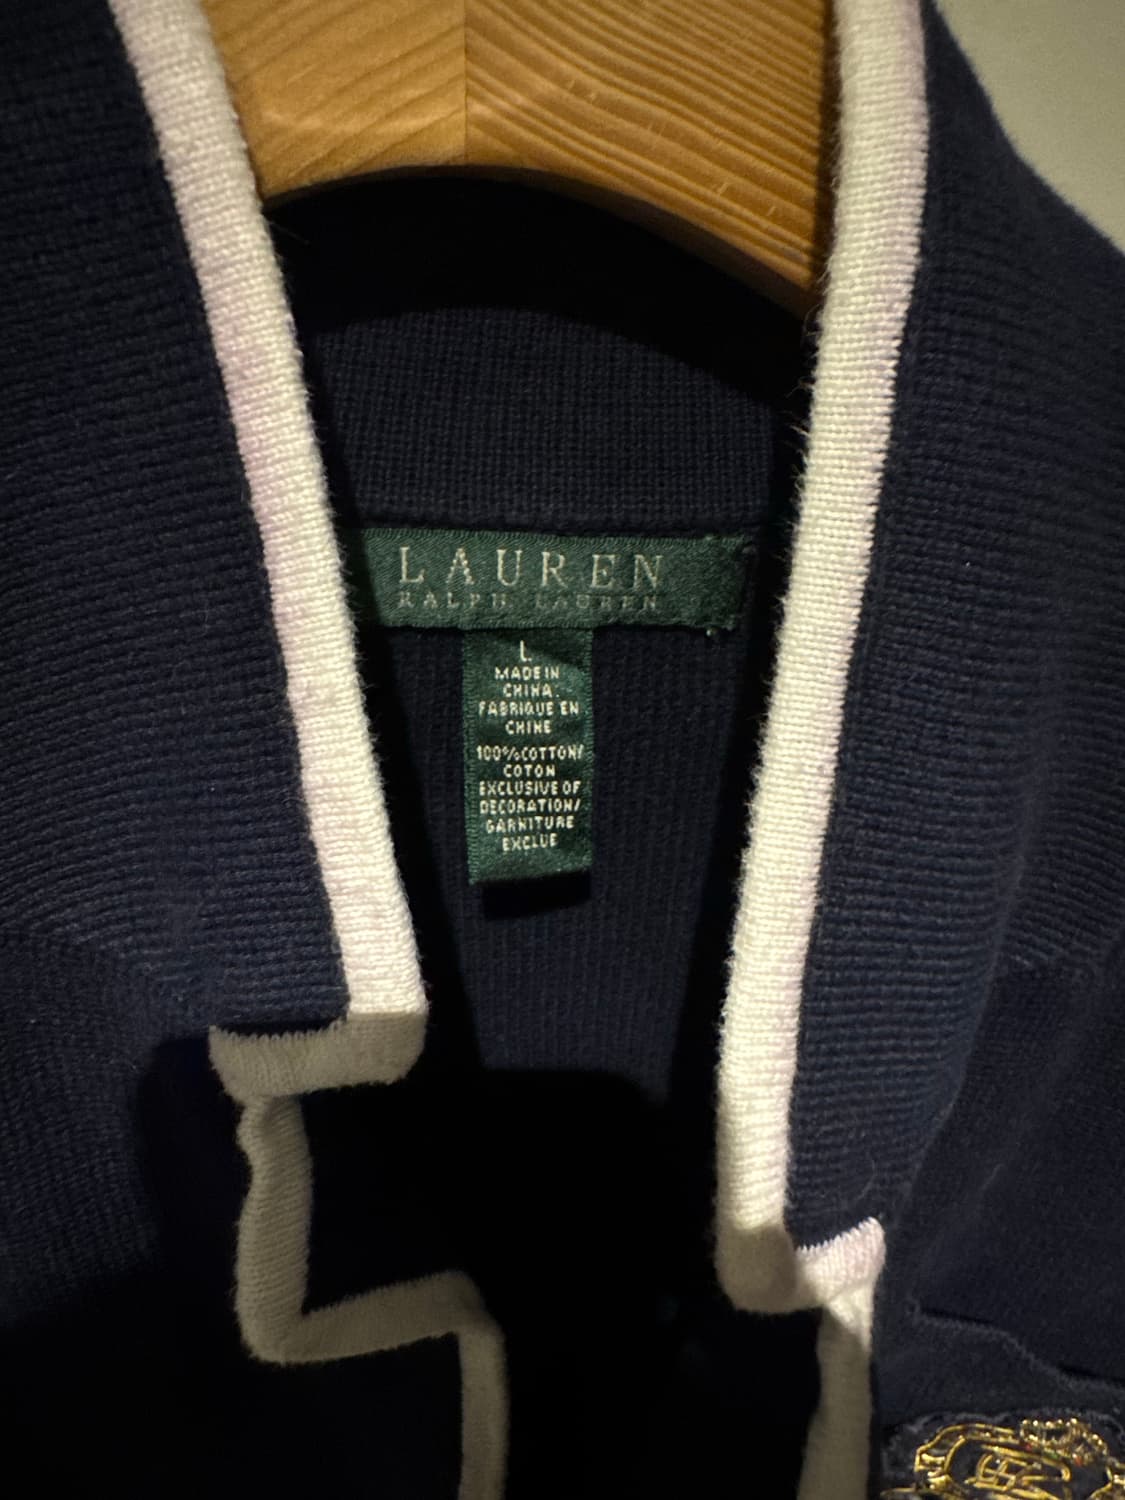 LAUREN
RALPH LAUREN
L
MADE IN
CHINA
FABRIQUE EN
CHINE
100% COTTON/
COTON
EXCLUSIVE OF
DECORATION/
GARNITURE
EXCLUE